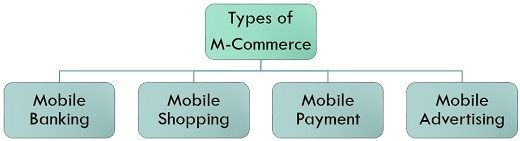 Types of
M-Commerce
Mobile
Banking
Mobile
Shopping
Mobile
Payment
Mobile
Advertising